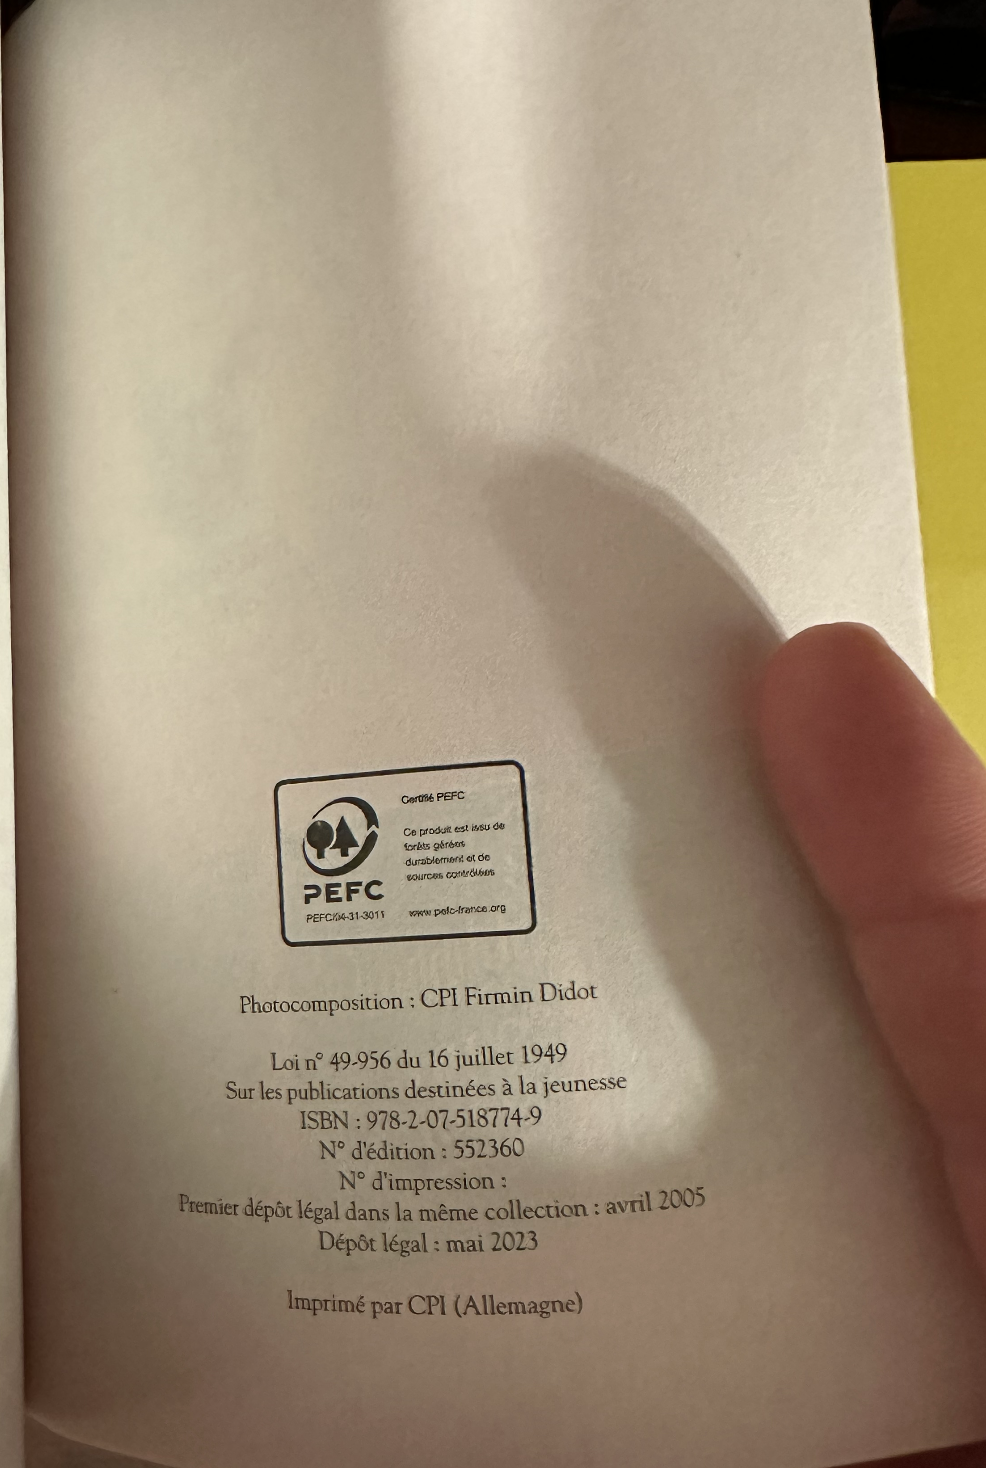 Certifié PEFC
Ce produit est issu de
forêts gérées
durablement et de
sources contrôlées
PEFC
PEFC/04-31-3011
www.pefc-france.org
Photocomposition : CPI Firmin Didot
Loi n° 49-956 du 16 juillet 1949
Sur les publications destinées à la jeunesse
ISBN : 978-2-07-518774-9
N° d'édition : 552360
N° d'impression :
Premier dépôt légal dans la même collection : avril 2005
Dépôt légal : mai 2023
Imprimé par CPI (Allemagne)